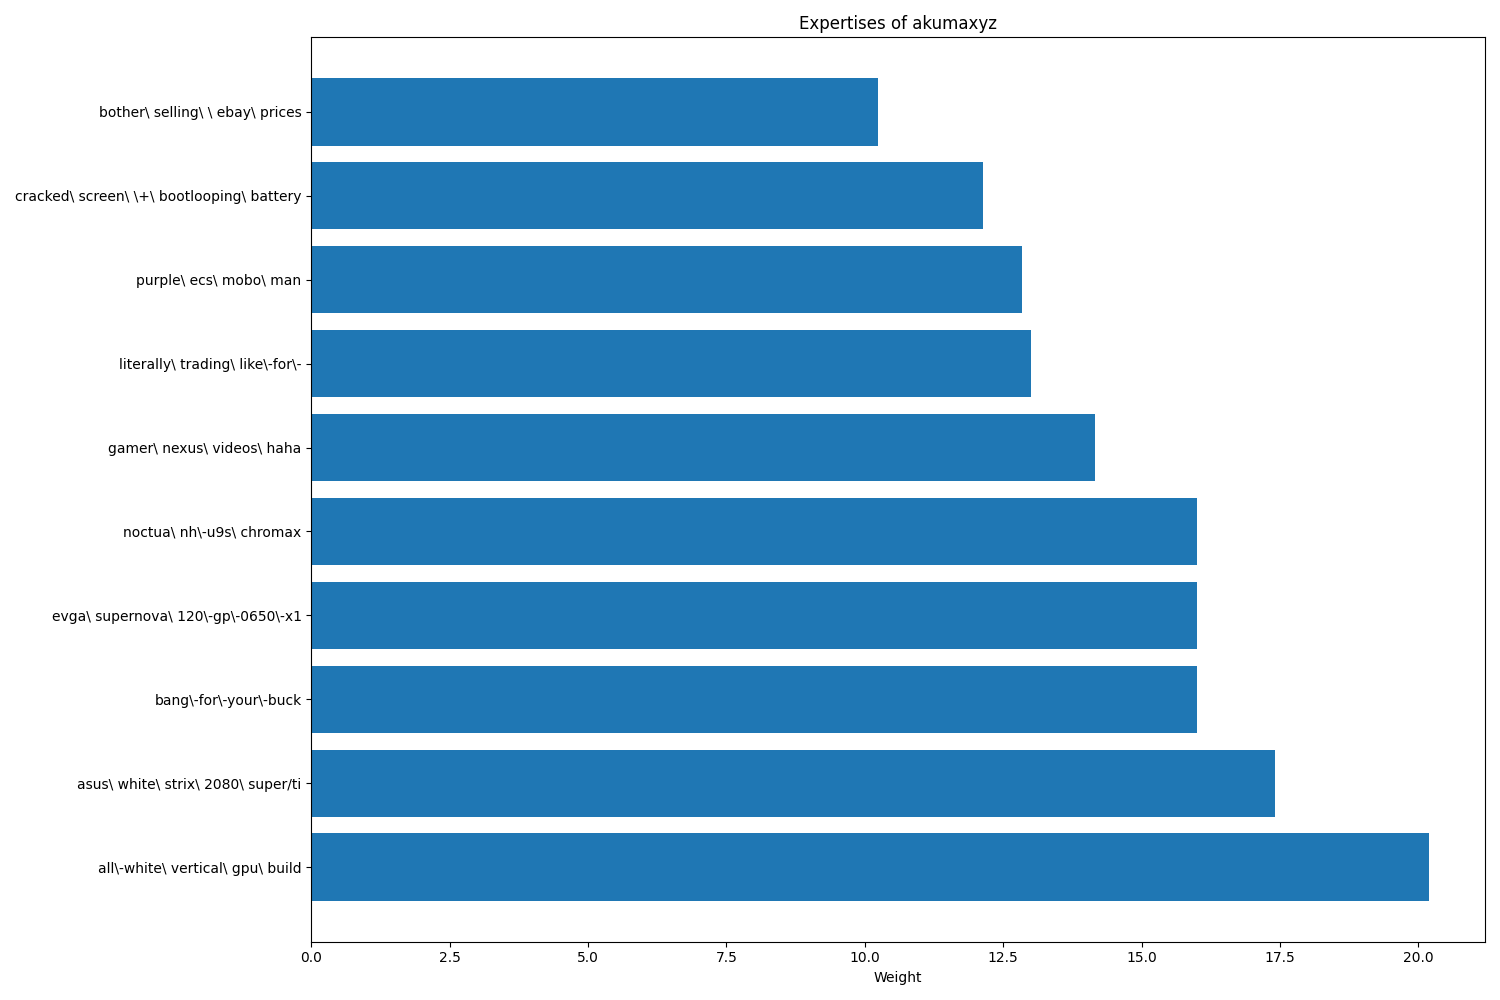 Expertises of akumaxyz
bother\ selling\ \ ebay\ prices
cracked\ screen\ \+\ bootlooping\ battery
purple\ ecs\ mobo\ man
literally\ trading\ like\-for\-
gamer\ nexus\ videos\ haha
noctua\ nh\-u9s\ chromax
evga\ supernova\ 120\-gp\-0650\-x1
bang\-for\-your\-buck
asus\ white\ strix\ 2080\ super/ti
all\-white\ vertical\ gpu\ build
0.0 2.5 5.0 7.5 10.0 12.5 15.0 17.5 20.0
Weight